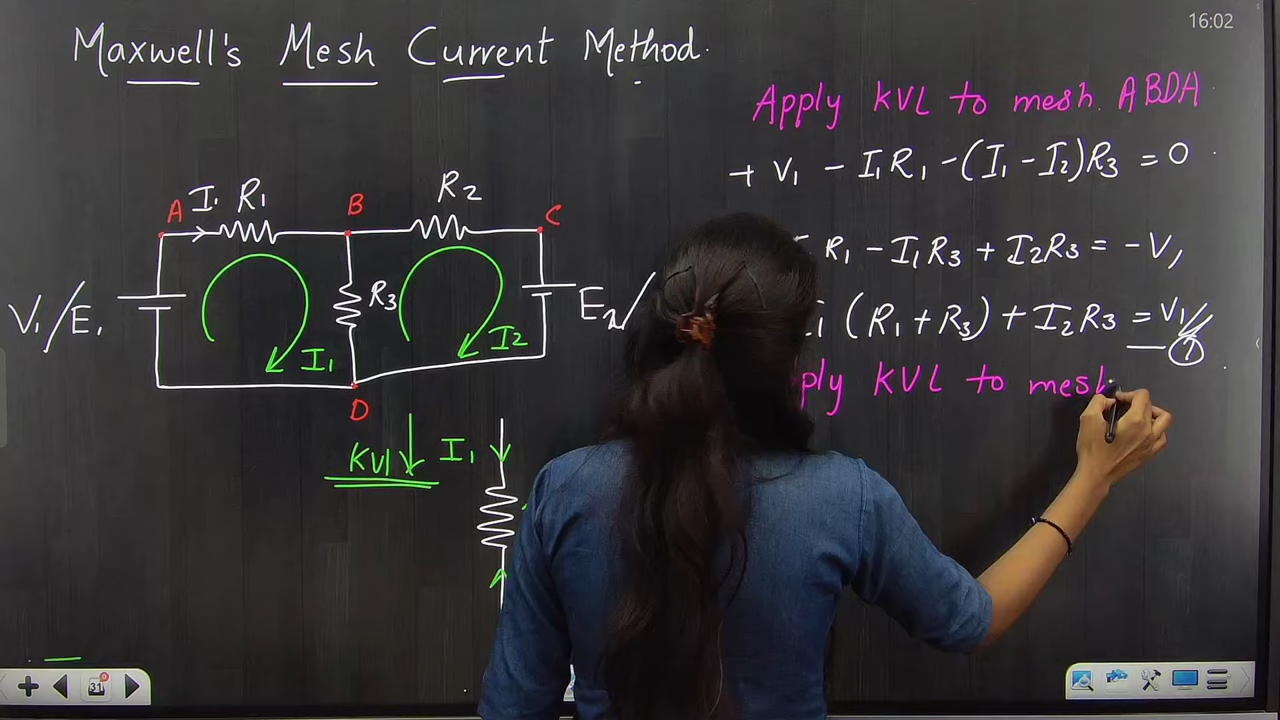 16:02
Maxwell's Mesh Current Method.
Apply KVL to mesh ABDA
+ V₁ - I₁R₁ - (I₁ - I₂)R₃ = 0
R₁ - I₁R₃ + I₂R₃ = -V₁
(R₁ + R₃) + I₂R₃ = V₁
①
KVL to mesh
A I₁ R₁ B R₂ C
V₁/E₁
R₃
E₂/
I₁
I₂
D
KVL
I₁
31